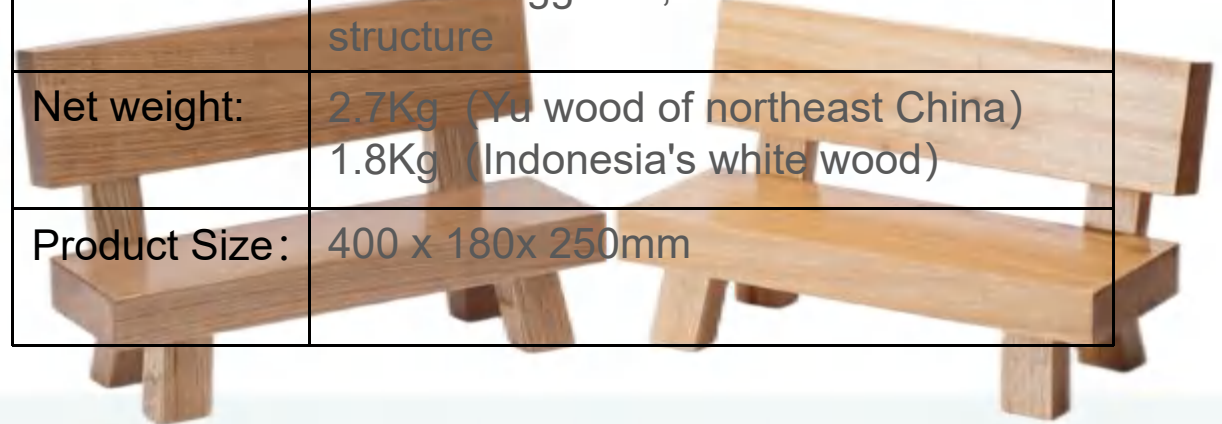 structure
Net weight:
2.7Kg（Yu wood of northeast China）
1.8Kg（Indonesia's white wood）
Product Size：
400 x 180x 250mm